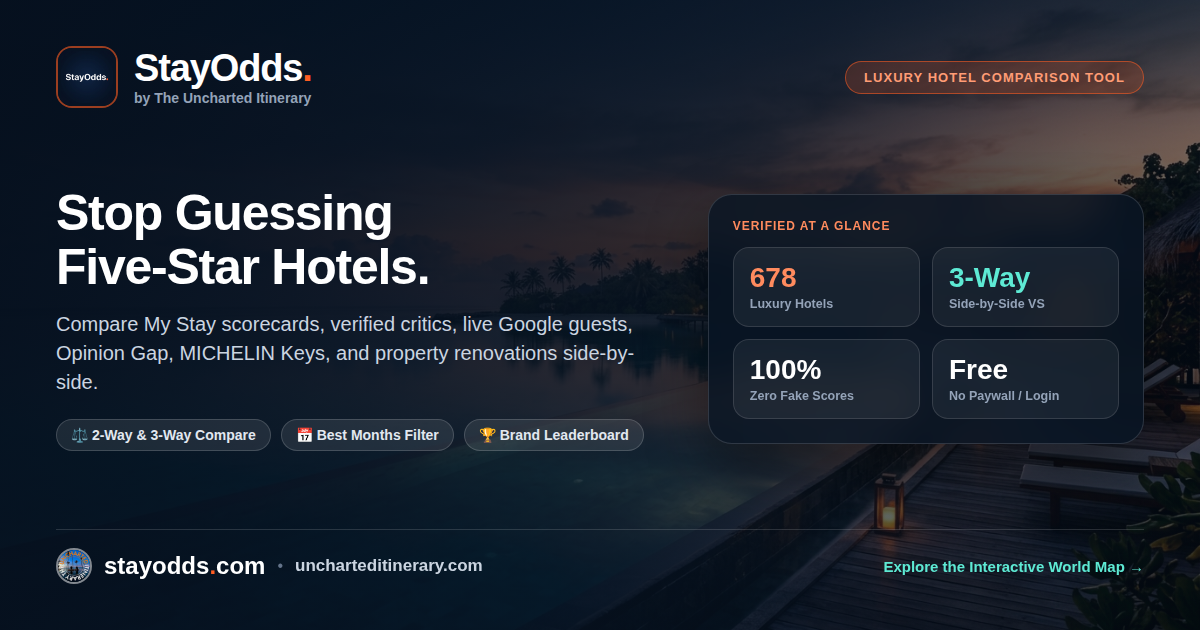 StayOdds.
StayOdds.
by The Uncharted Itinerary
LUXURY HOTEL COMPARISON TOOL
Stop Guessing
Five-Star Hotels.
Compare My Stay scorecards, verified critics, live Google guests,
Opinion Gap, MICHELIN Keys, and property renovations side-by-
side.
2-Way & 3-Way Compare
Best Months Filter
Brand Leaderboard
VERIFIED AT A GLANCE
678
Luxury Hotels
3-Way
Side-by-Side VS
100%
Zero Fake Scores
Free
No Paywall / Login
stayodds.com • uncharteditinerary.com
Explore the Interactive World Map →